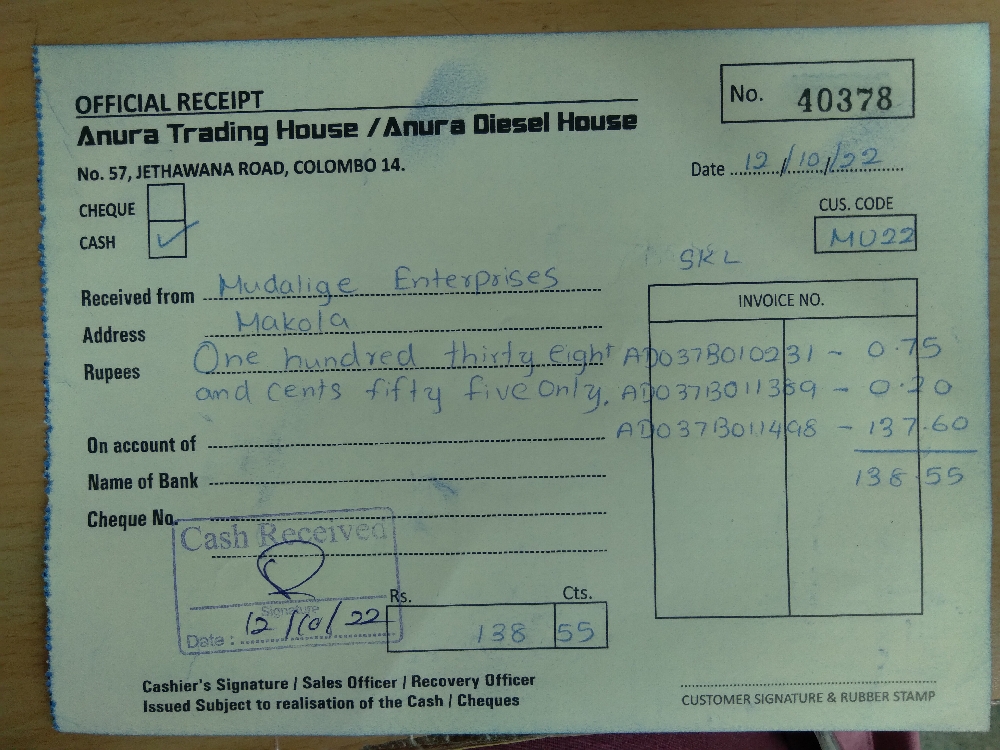 OFFICIAL RECEIPT
No. 40378
Anura Trading House / Anura Diesel House
No. 57, JETHAWANA ROAD, COLOMBO 14.
Date 12/10/22
CHEQUE
CUS. CODE
CASH ✓
MU22
SKL
Received from Mudalige Enterprises
INVOICE NO.
Address Makola
Rupees One hundred thirty eight
and cents fifty five only.
AD037B010231 - 0.75
AD037B011389 - 0.20
AD037B011498 - 137.60
138.55
On account of
Name of Bank
Cheque No.
Cash Received
Signature
Date : 12/10/22
Rs. Cts.
138 55
Cashier's Signature / Sales Officer / Recovery Officer
Issued Subject to realisation of the Cash / Cheques
CUSTOMER SIGNATURE & RUBBER STAMP